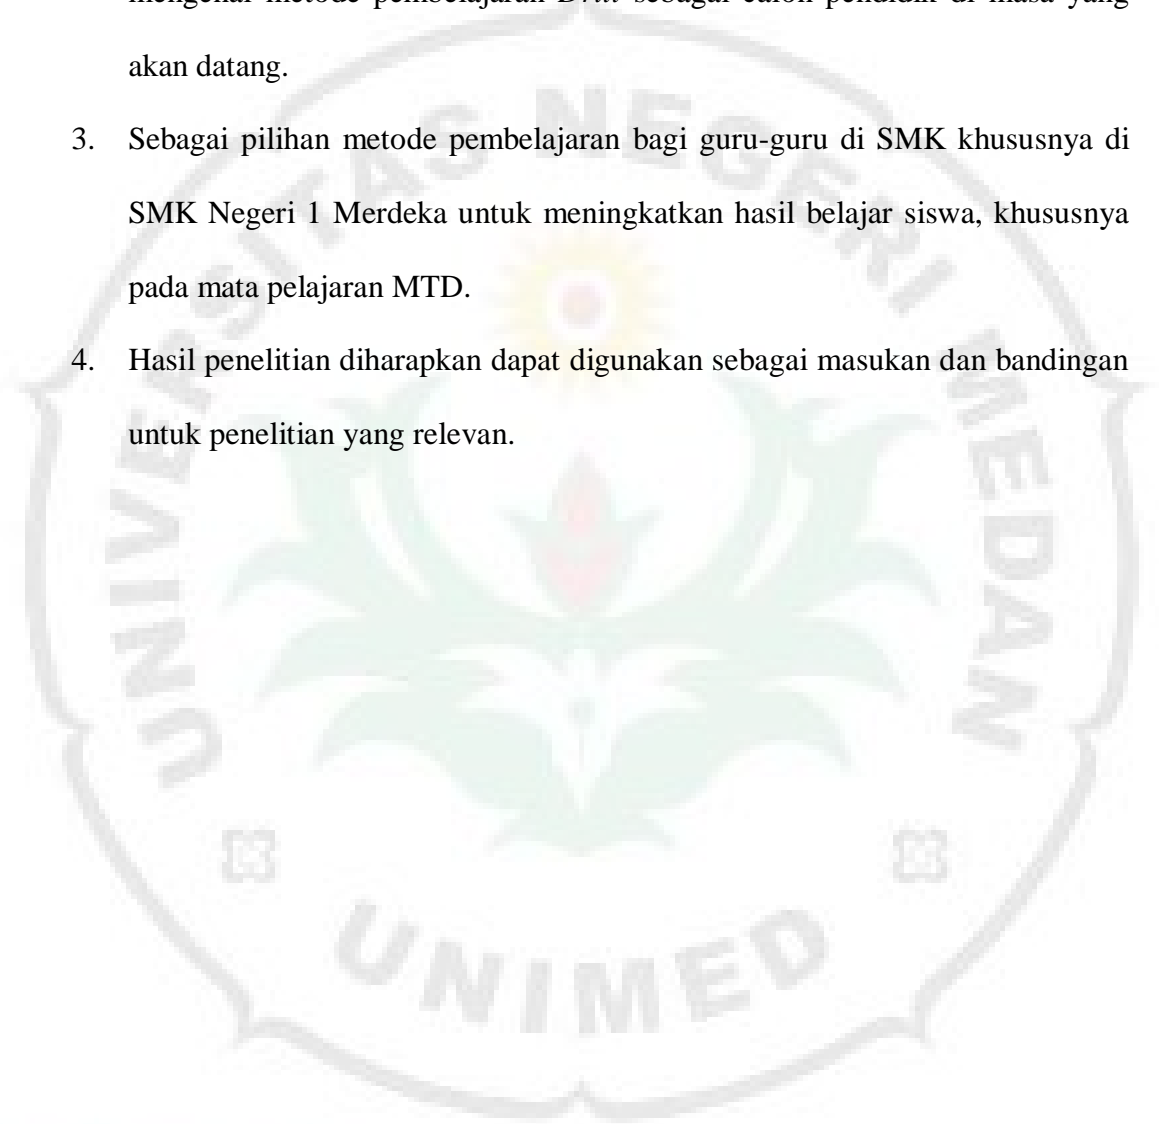 mengenai metode pembelajaran Drill sebagai calon pendidik di masa yang
akan datang.
3. Sebagai pilihan metode pembelajaran bagi guru-guru di SMK khususnya di
SMK Negeri 1 Merdeka untuk meningkatkan hasil belajar siswa, khususnya
pada mata pelajaran MTD.
4. Hasil penelitian diharapkan dapat digunakan sebagai masukan dan bandingan
untuk penelitian yang relevan.
UNIVERSITAS NEGERI MEDAN
UNIMED